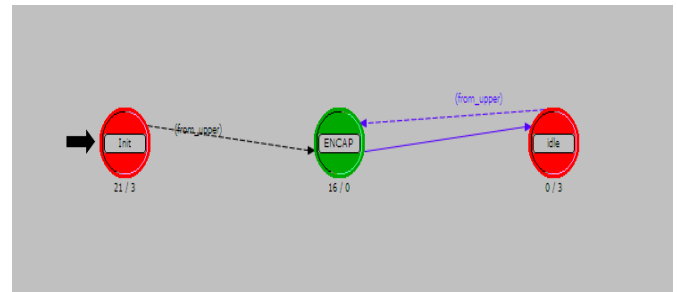 (from_upper)
(from_upper)
Init
ENCAP
idle
21 / 3
16 / 0
0 / 3